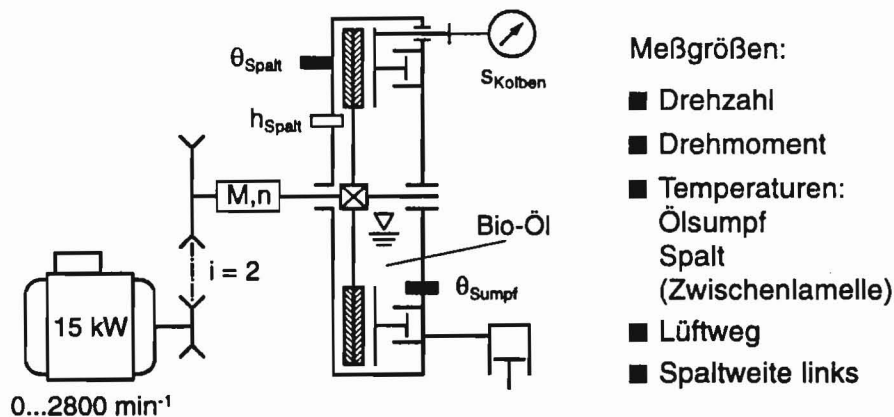 θSpalt
hSpalt
sKolben
M,n
Bio-Öl
i = 2
θSumpf
15 kW
0...2800 min⁻¹
Meßgrößen:
■ Drehzahl
■ Drehmoment
■ Temperaturen:
Ölsumpf
Spalt
(Zwischenlamelle)
■ Lüftweg
■ Spaltweite links